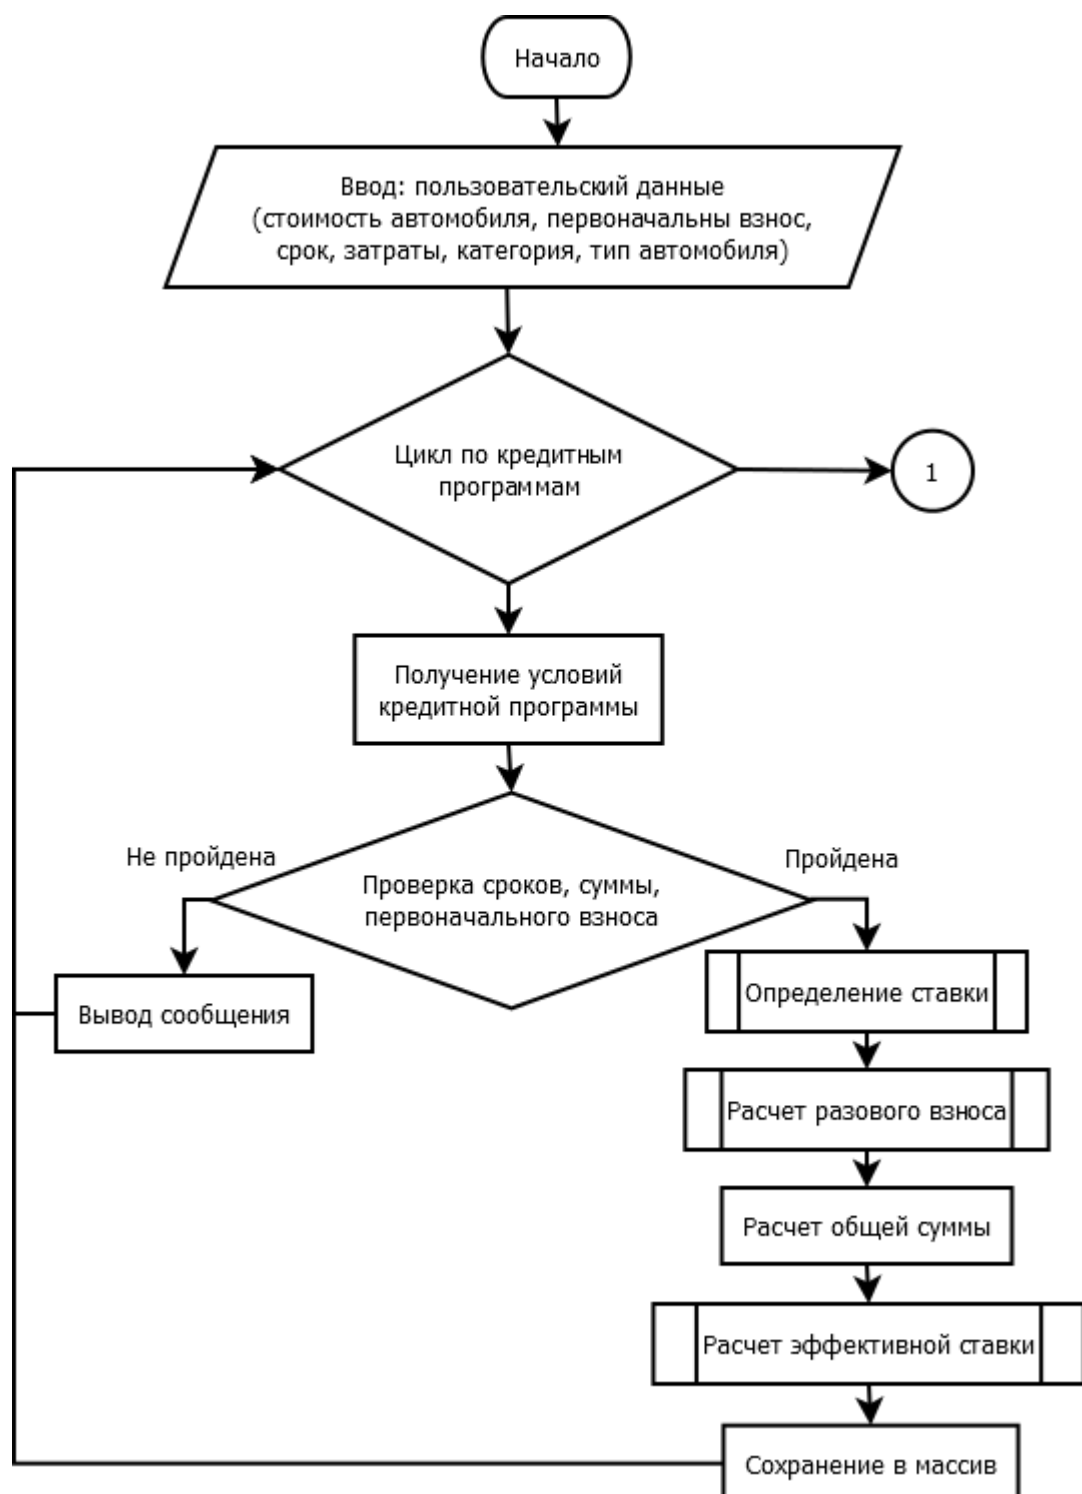 Начало
Ввод: пользовательский данные
(стоимость автомобиля, первоначальны взнос,
срок, затраты, категория, тип автомобиля)
Цикл по кредитным
программам
1
Получение условий
кредитной программы
Не пройдена
Пройдена
Проверка сроков, суммы,
первоначального взноса
Вывод сообщения
Определение ставки
Расчет разового взноса
Расчет общей суммы
Расчет эффективной ставки
Сохранение в массив